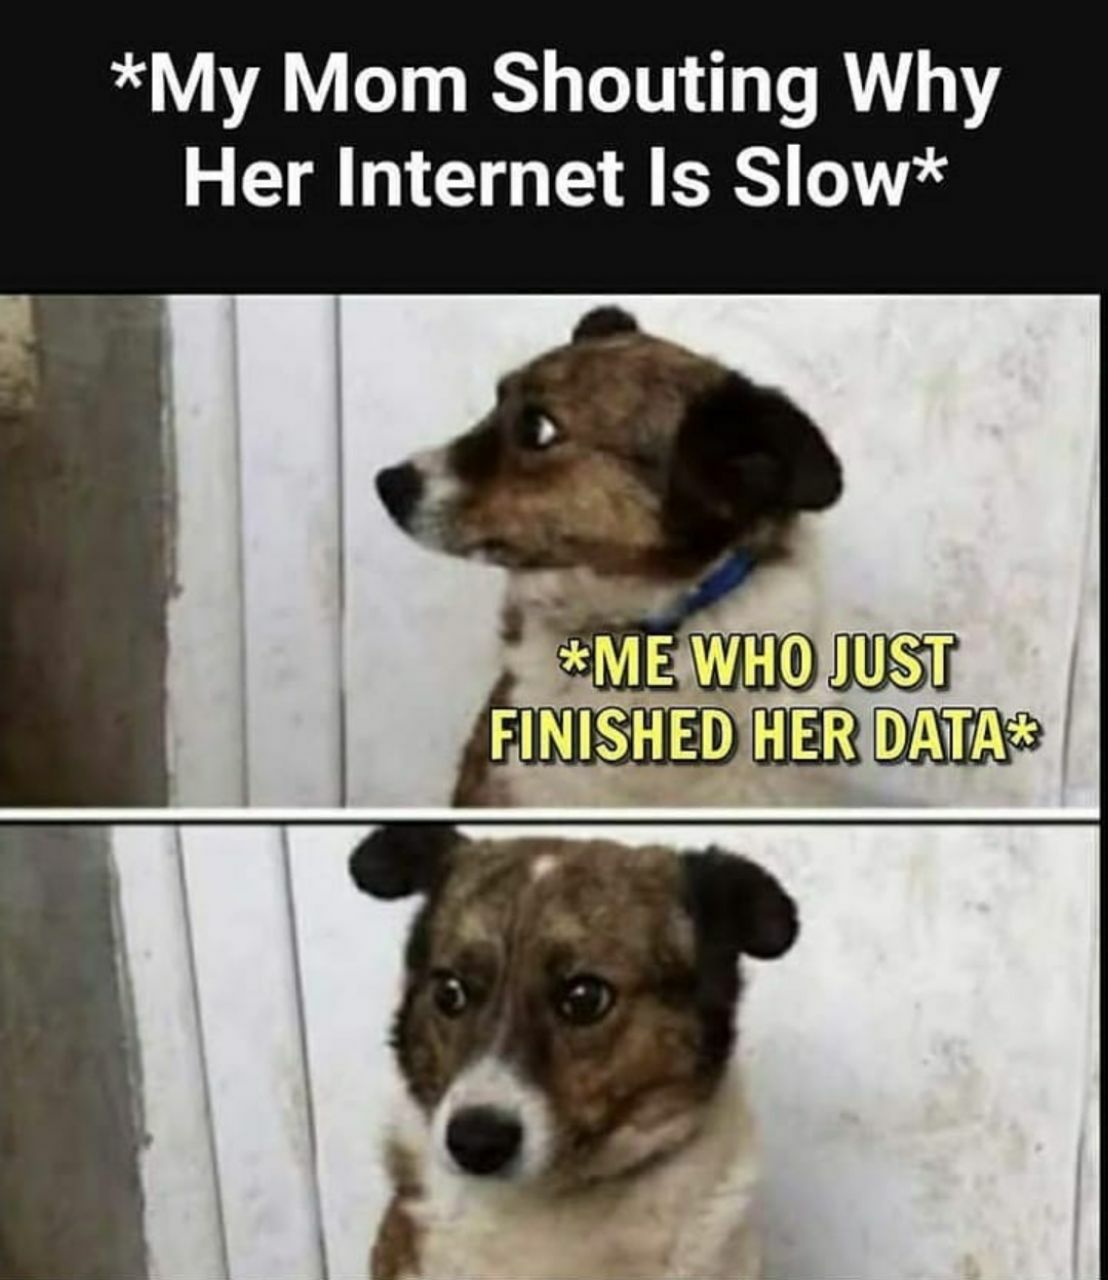 *My Mom Shouting Why
Her Internet Is Slow*
*ME WHO JUST
FINISHED HER DATA*